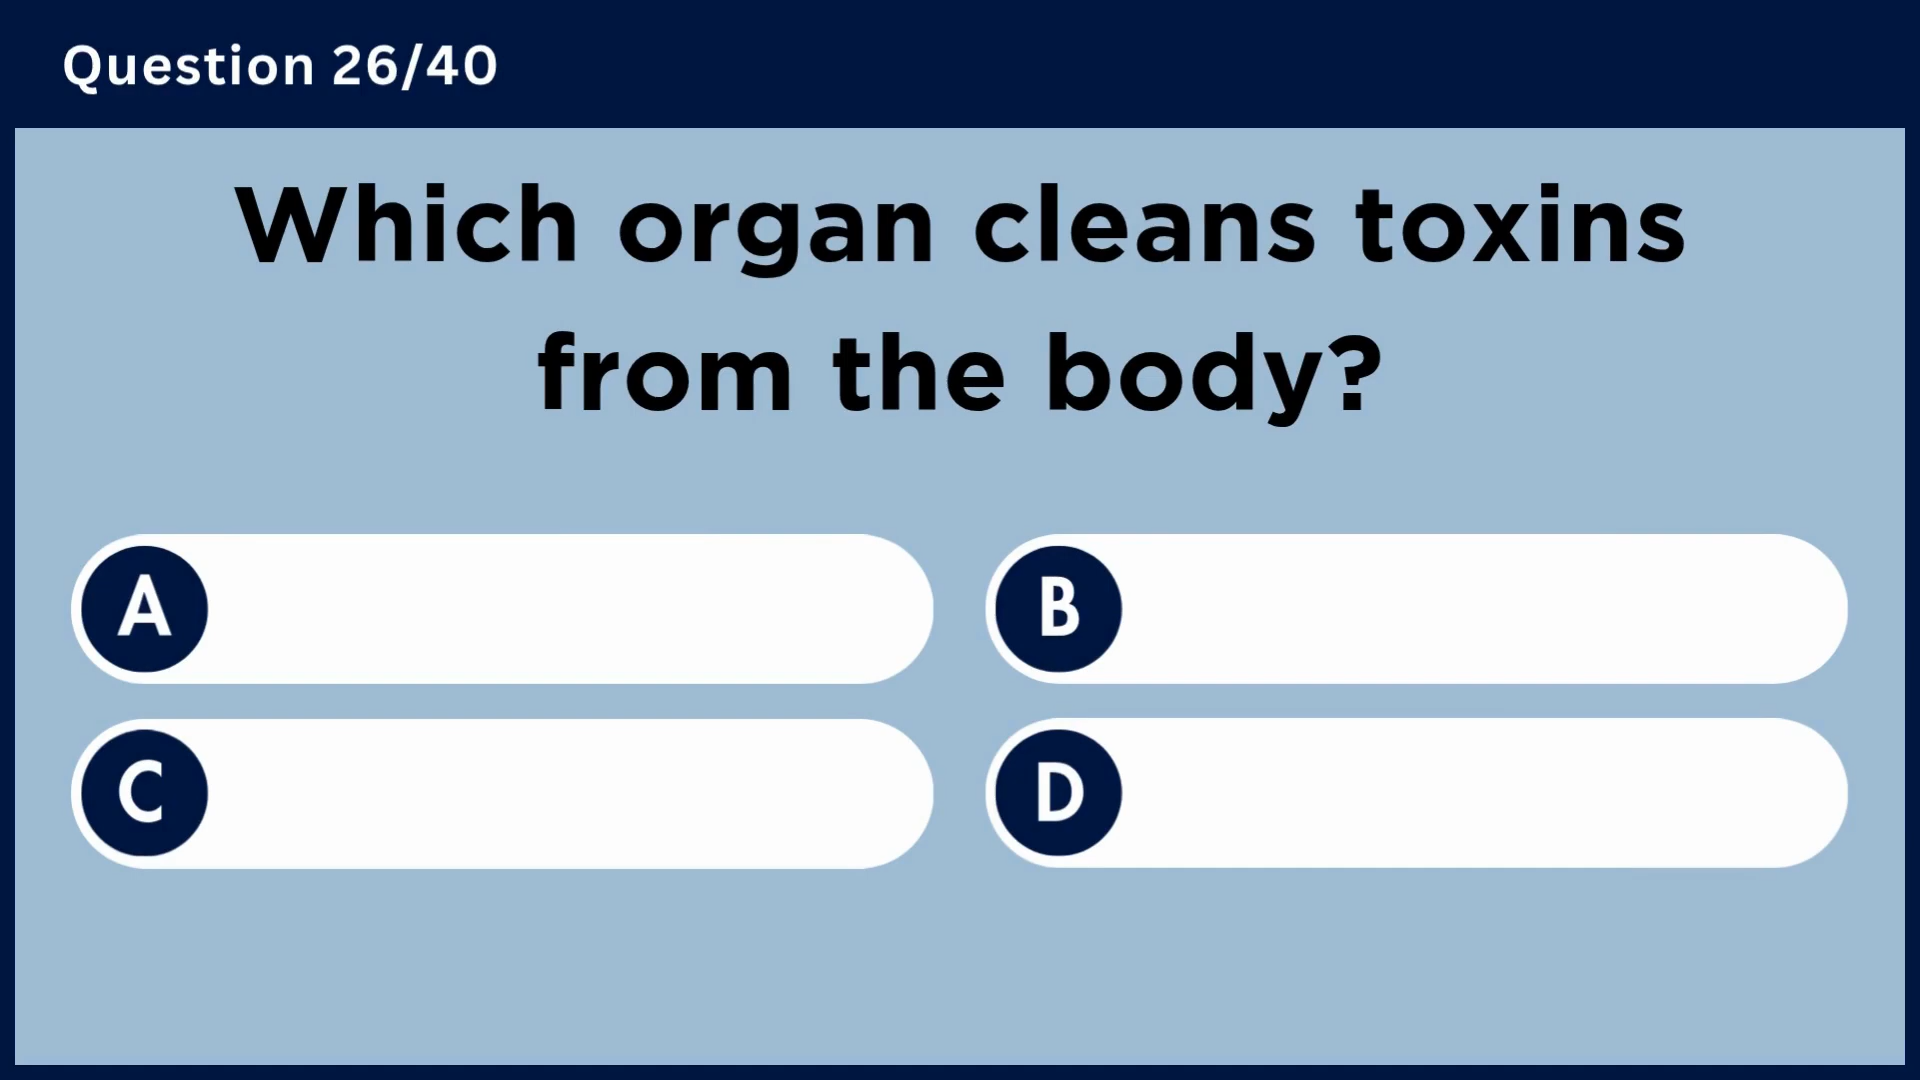 Question 26/40
Which organ cleans toxins
from the body?
A
B
C
D